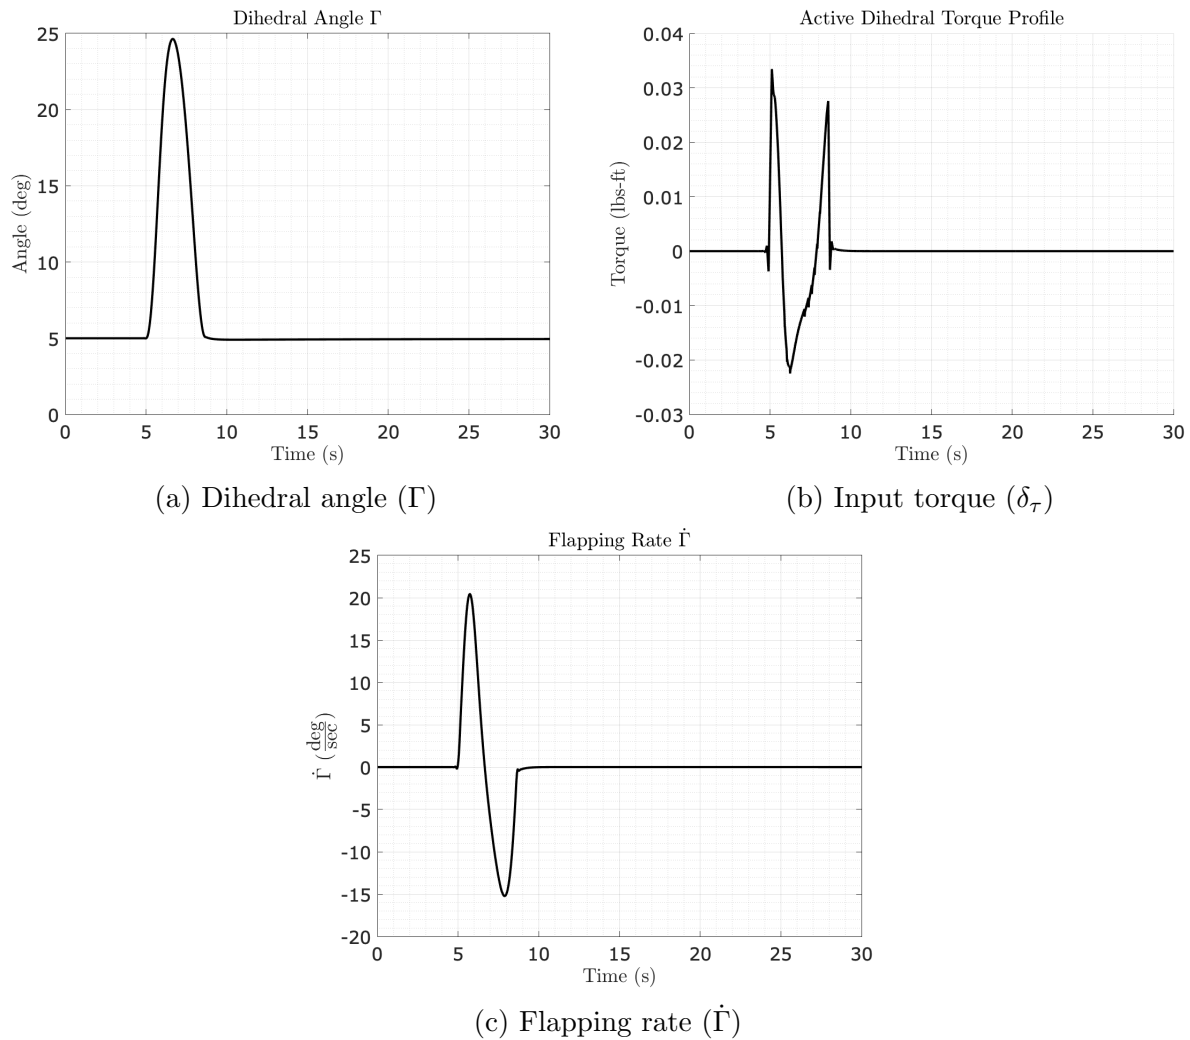 Dihedral Angle Γ
25
20
15
10
5
0
Angle (deg)
0 5 10 15 20 25 30
Time (s)
(a) Dihedral angle (Γ)
Active Dihedral Torque Profile
0.04
0.03
0.02
0.01
0
-0.01
-0.02
-0.03
Torque (lbs-ft)
0 5 10 15 20 25 30
Time (s)
(b) Input torque (δτ)
Flapping Rate Γ̇
25
20
15
10
5
0
-5
-10
-15
-20
Γ̇ (deg/sec)
0 5 10 15 20 25 30
Time (s)
(c) Flapping rate (Γ̇)